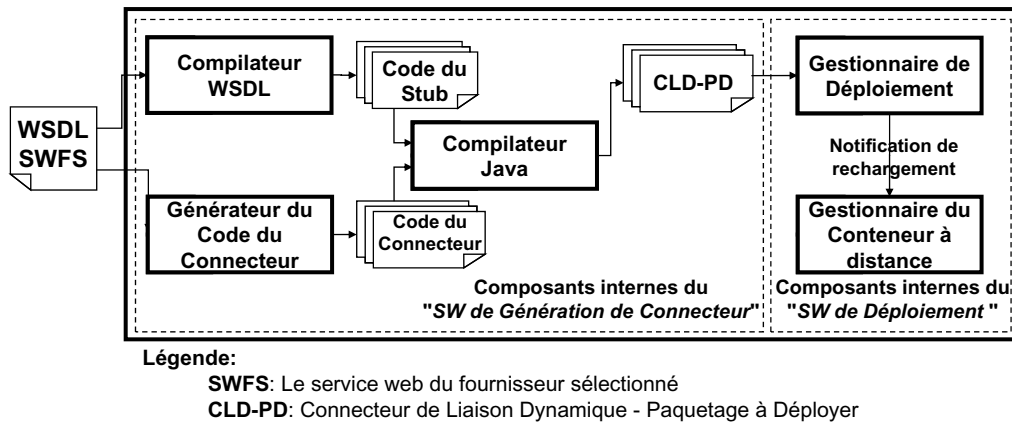 Compilateur
WSDL
Code du
Stub
CLD-PD
Gestionnaire de
Déploiement
WSDL
SWFS
Compilateur
Java
Notification de
rechargement
Générateur du
Code du
Connecteur
Code du
Connecteur
Gestionnaire du
Conteneur à
distance
Composants internes du
"SW de Génération de Connecteur"
Composants internes du
"SW de Déploiement "
Légende:
SWFS: Le service web du fournisseur sélectionné
CLD-PD: Connecteur de Liaison Dynamique - Paquetage à Déployer